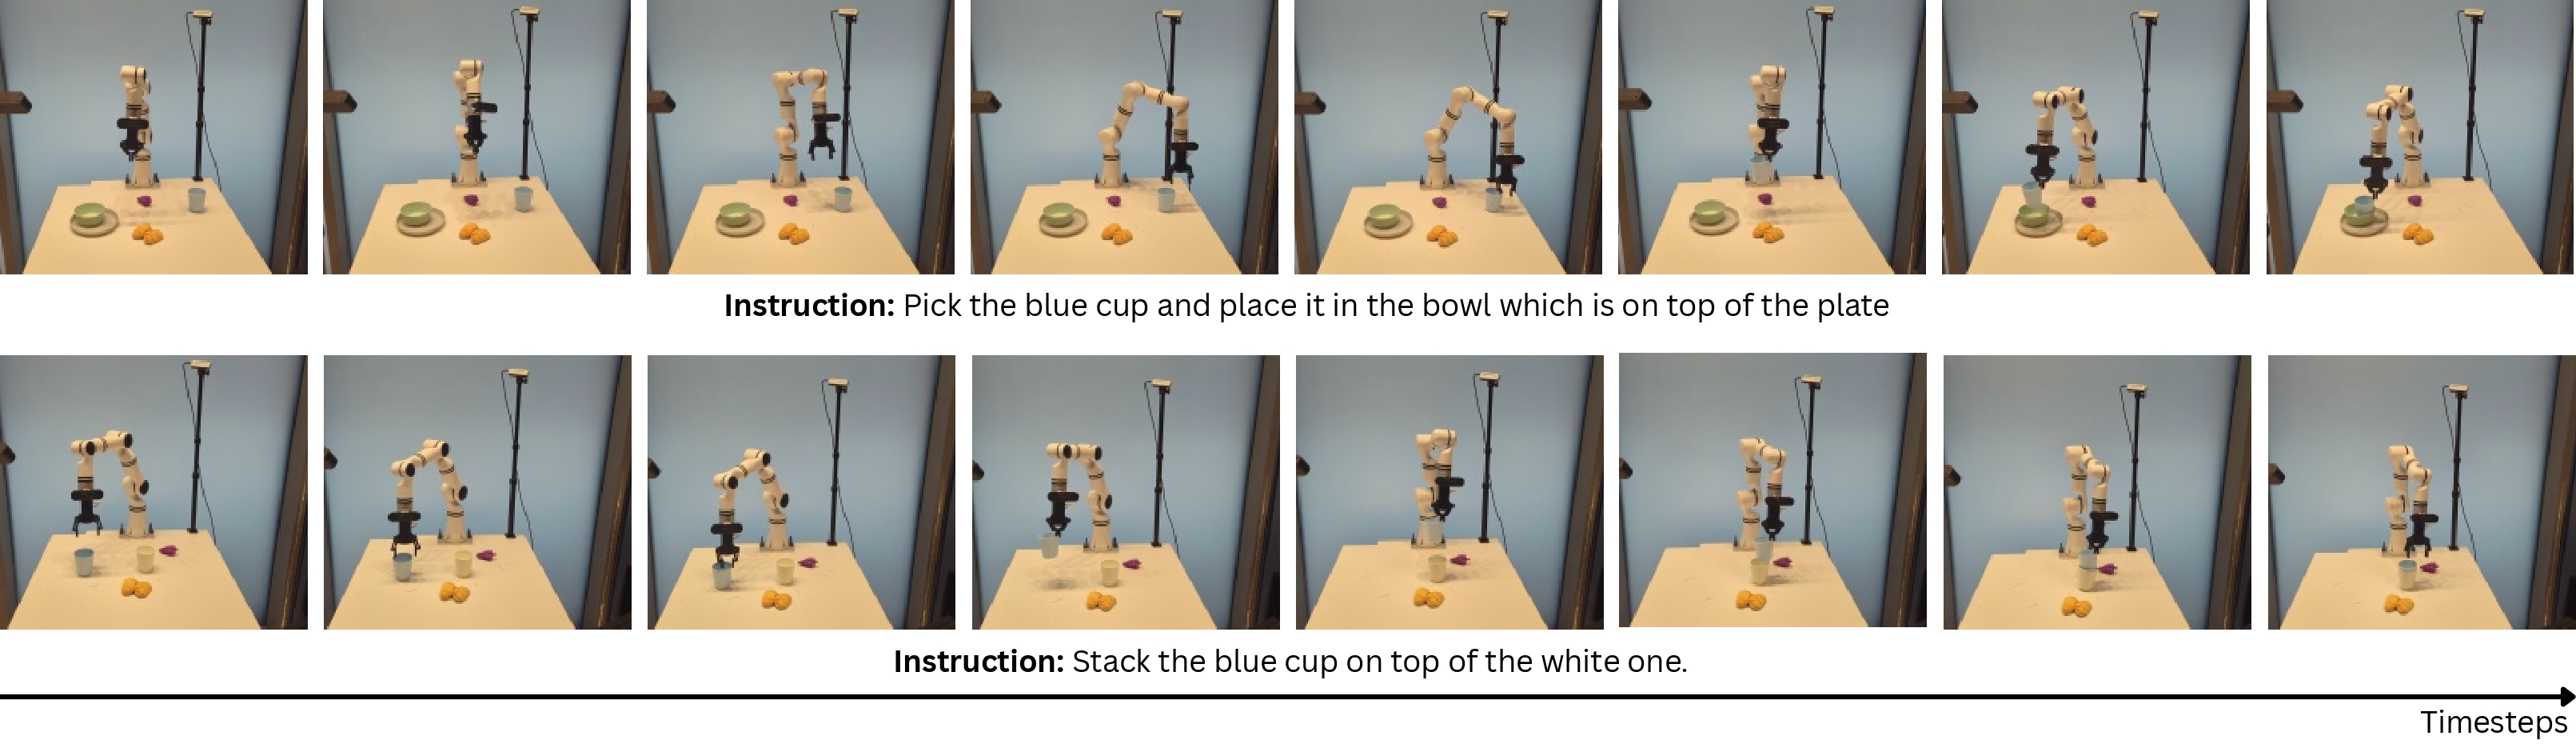 Instruction: Pick the blue cup and place it in the bowl which is on top of the plate
Instruction: Stack the blue cup on top of the white one.
Timesteps